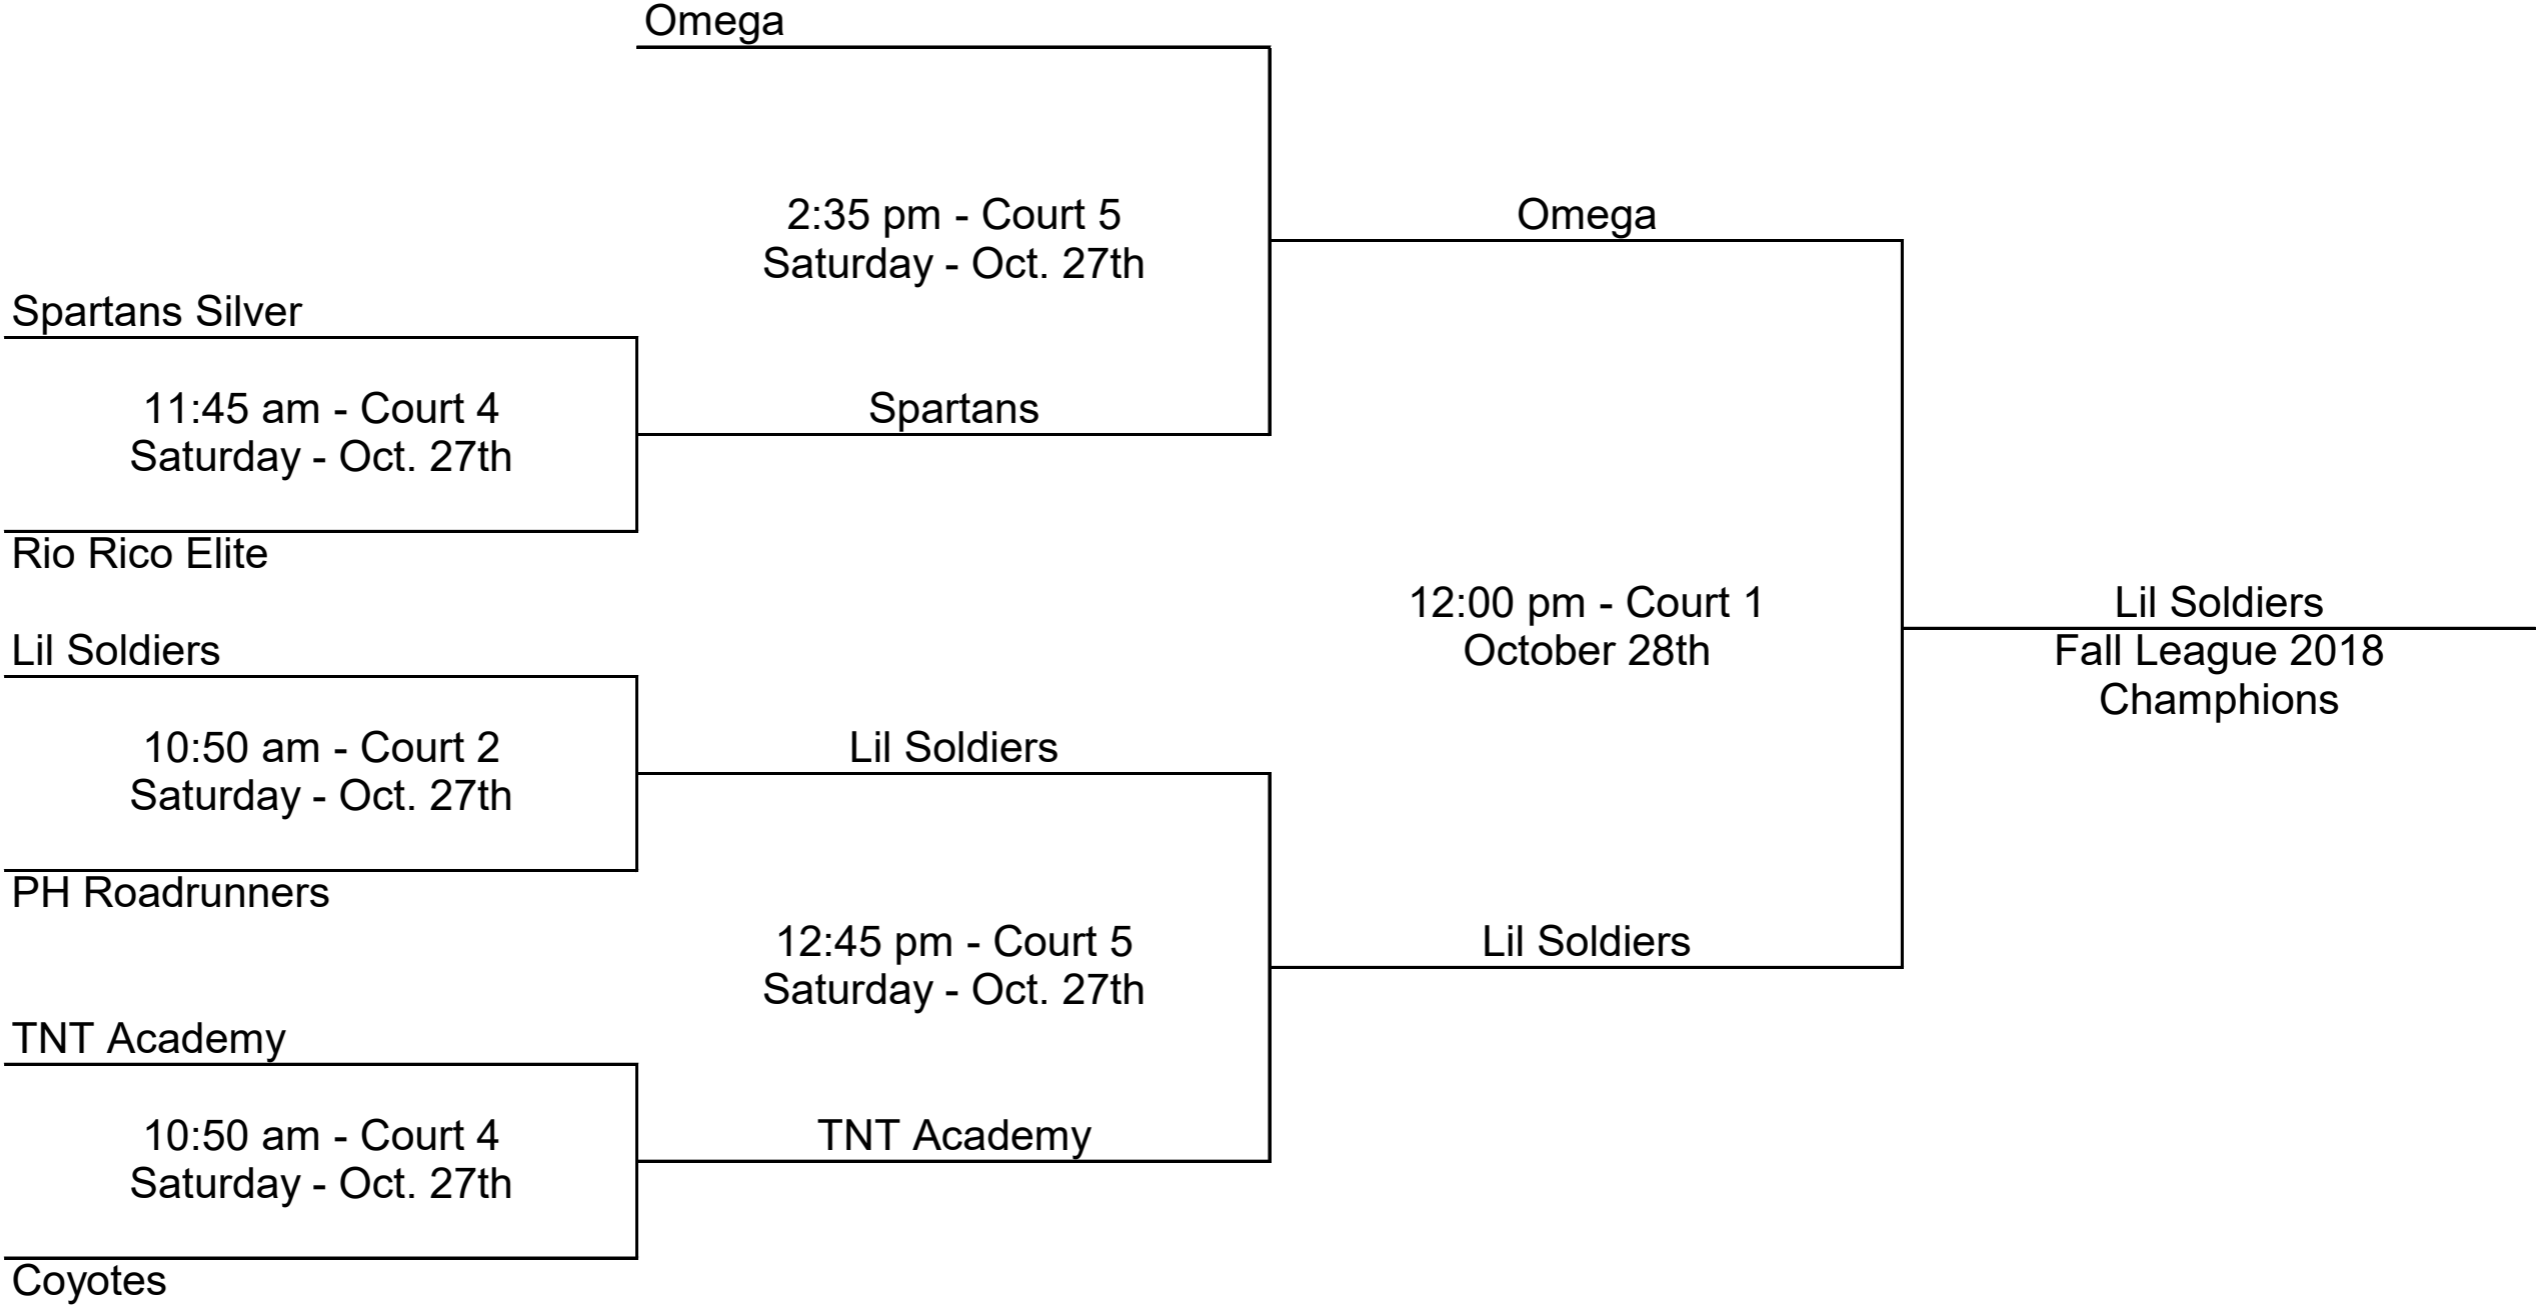 Omega
2:35 pm - Court 5
Saturday - Oct. 27th
Omega
Spartans Silver
11:45 am - Court 4
Saturday - Oct. 27th
Spartans
Rio Rico Elite
12:00 pm - Court 1
October 28th
Lil Soldiers
Fall League 2018
Champhions
Lil Soldiers
10:50 am - Court 2
Saturday - Oct. 27th
Lil Soldiers
PH Roadrunners
12:45 pm - Court 5
Saturday - Oct. 27th
Lil Soldiers
TNT Academy
10:50 am - Court 4
Saturday - Oct. 27th
TNT Academy
Coyotes